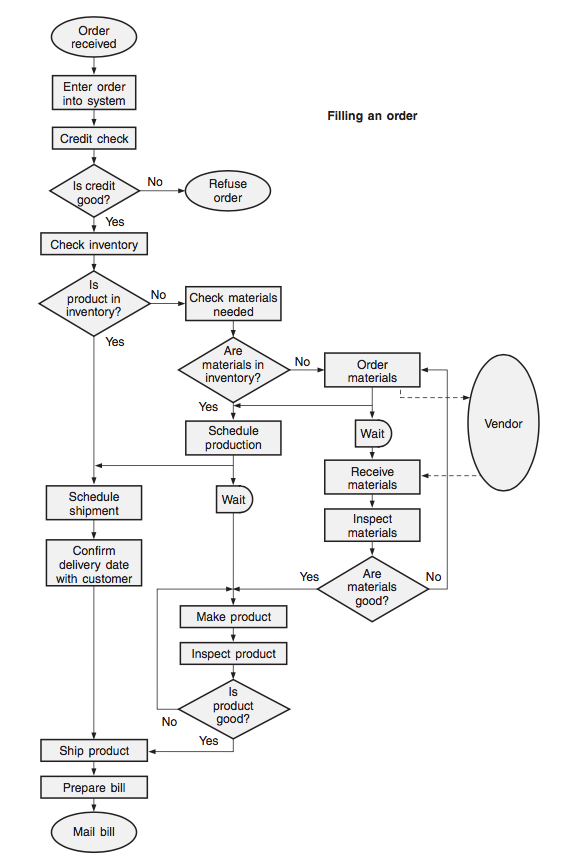 Order
received
Enter order
into system
Filling an order
Credit check
Is credit
good?
No
Refuse
order
Yes
Check inventory
Is
product in
inventory?
No
Check materials
needed
Yes
Are
materials in
inventory?
No
Order
materials
Vendor
Yes
Schedule
production
Wait
Receive
materials
Schedule
shipment
Wait
Inspect
materials
Confirm
delivery date
with customer
Are
materials
good?
Yes
No
Make product
Inspect product
Is
product
good?
No
Yes
Ship product
Prepare bill
Mail bill